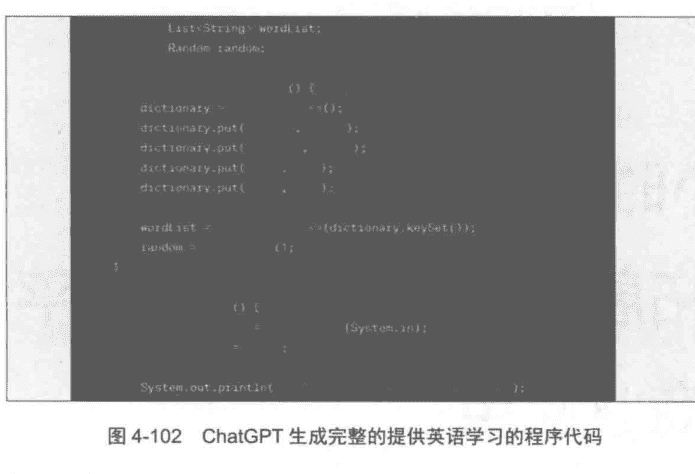 List<String> wordList;
Random random;
() {
dictionary = <>();
dictionary.put( , );
dictionary.put( , );
dictionary.put( , );
dictionary.put( , );
wordList = <>(dictionary.keySet());
random = ();
}
() {
= (System.in);
= ;
System.out.println( );
图 4-102 ChatGPT 生成完整的提供英语学习的程序代码